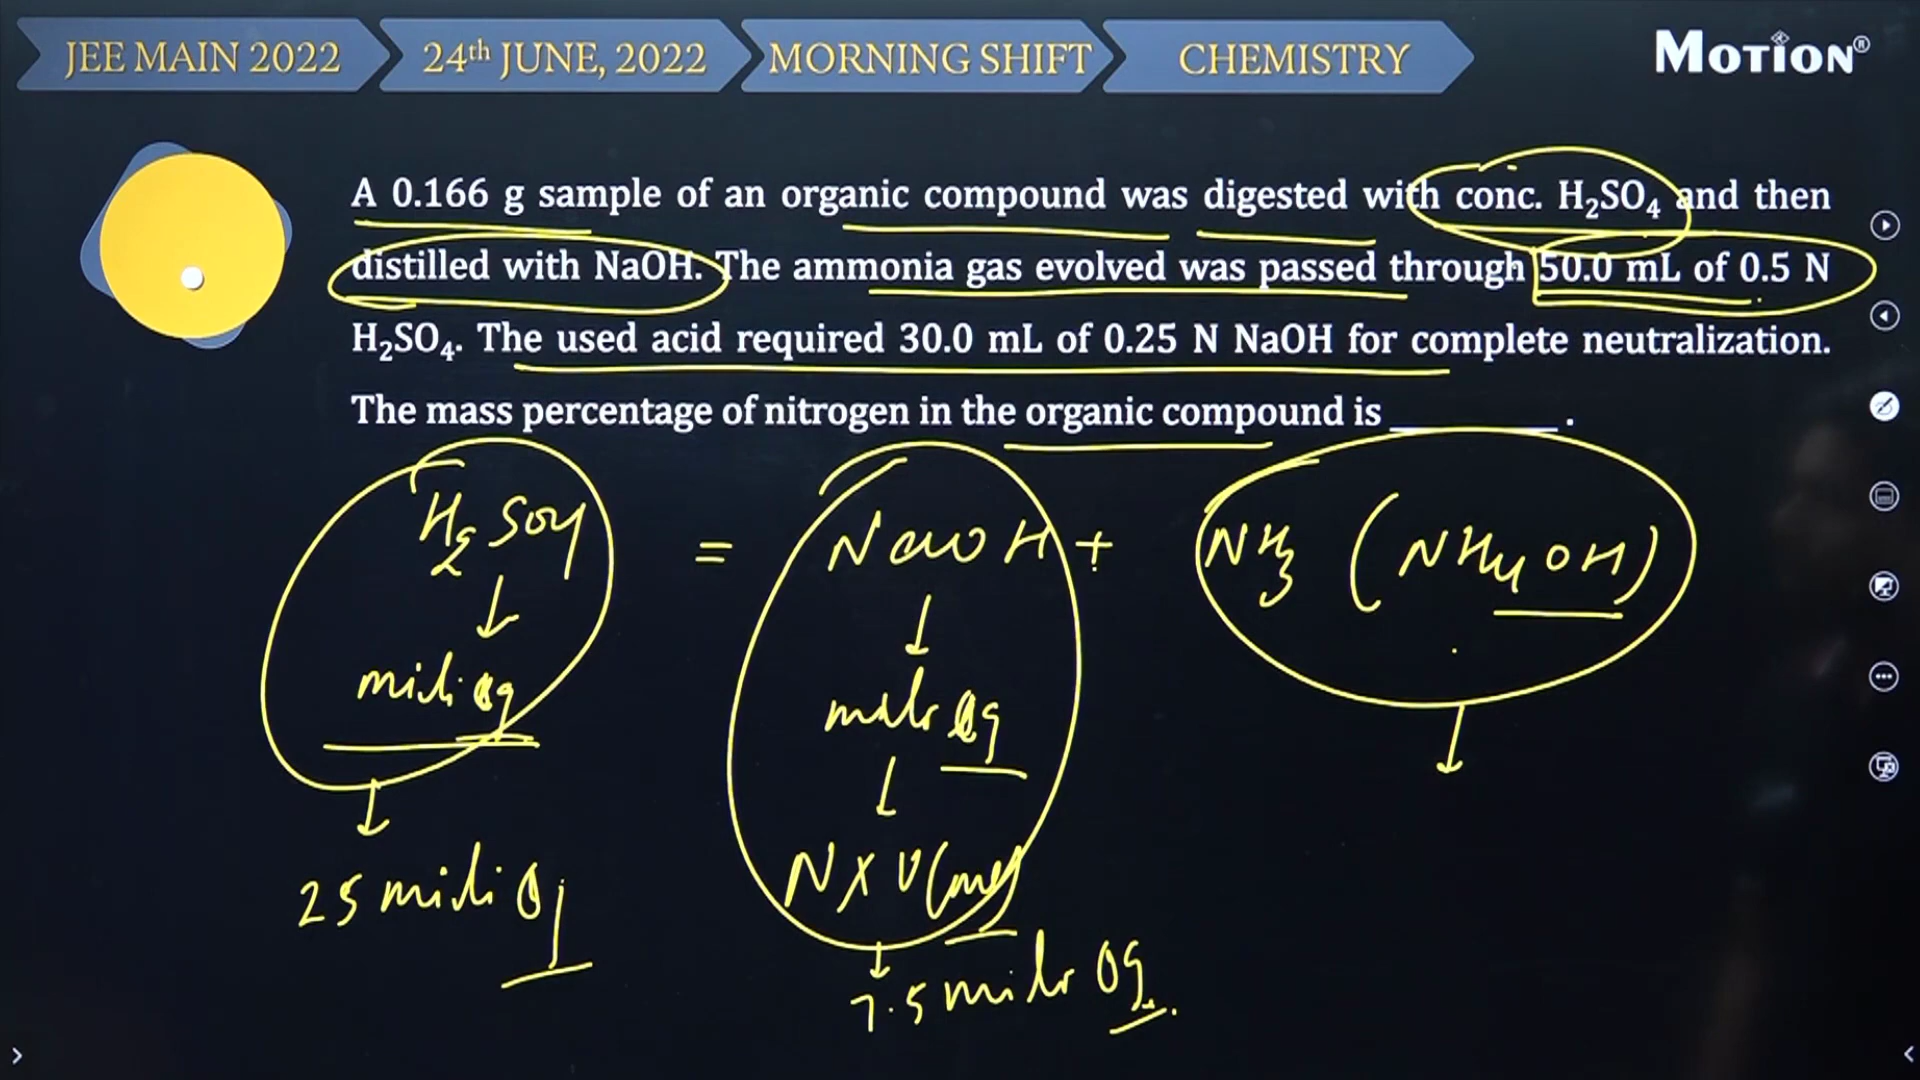 JEE MAIN 2022 24th JUNE, 2022 MORNING SHIFT CHEMISTRY MOTION®
A 0.166 g sample of an organic compound was digested with conc. H₂SO₄ and then
distilled with NaOH. The ammonia gas evolved was passed through 50.0 mL of 0.5 N
H₂SO₄. The used acid required 30.0 mL of 0.25 N NaOH for complete neutralization.
The mass percentage of nitrogen in the organic compound is ________ .
H₂SO₄ = NaOH + NH₃ (NH₄OH)
↓ ↓ ↓
mili eq mili eq
↓ ↓
25 mili eq N x V(ml)
↓
7.5 mili eq.